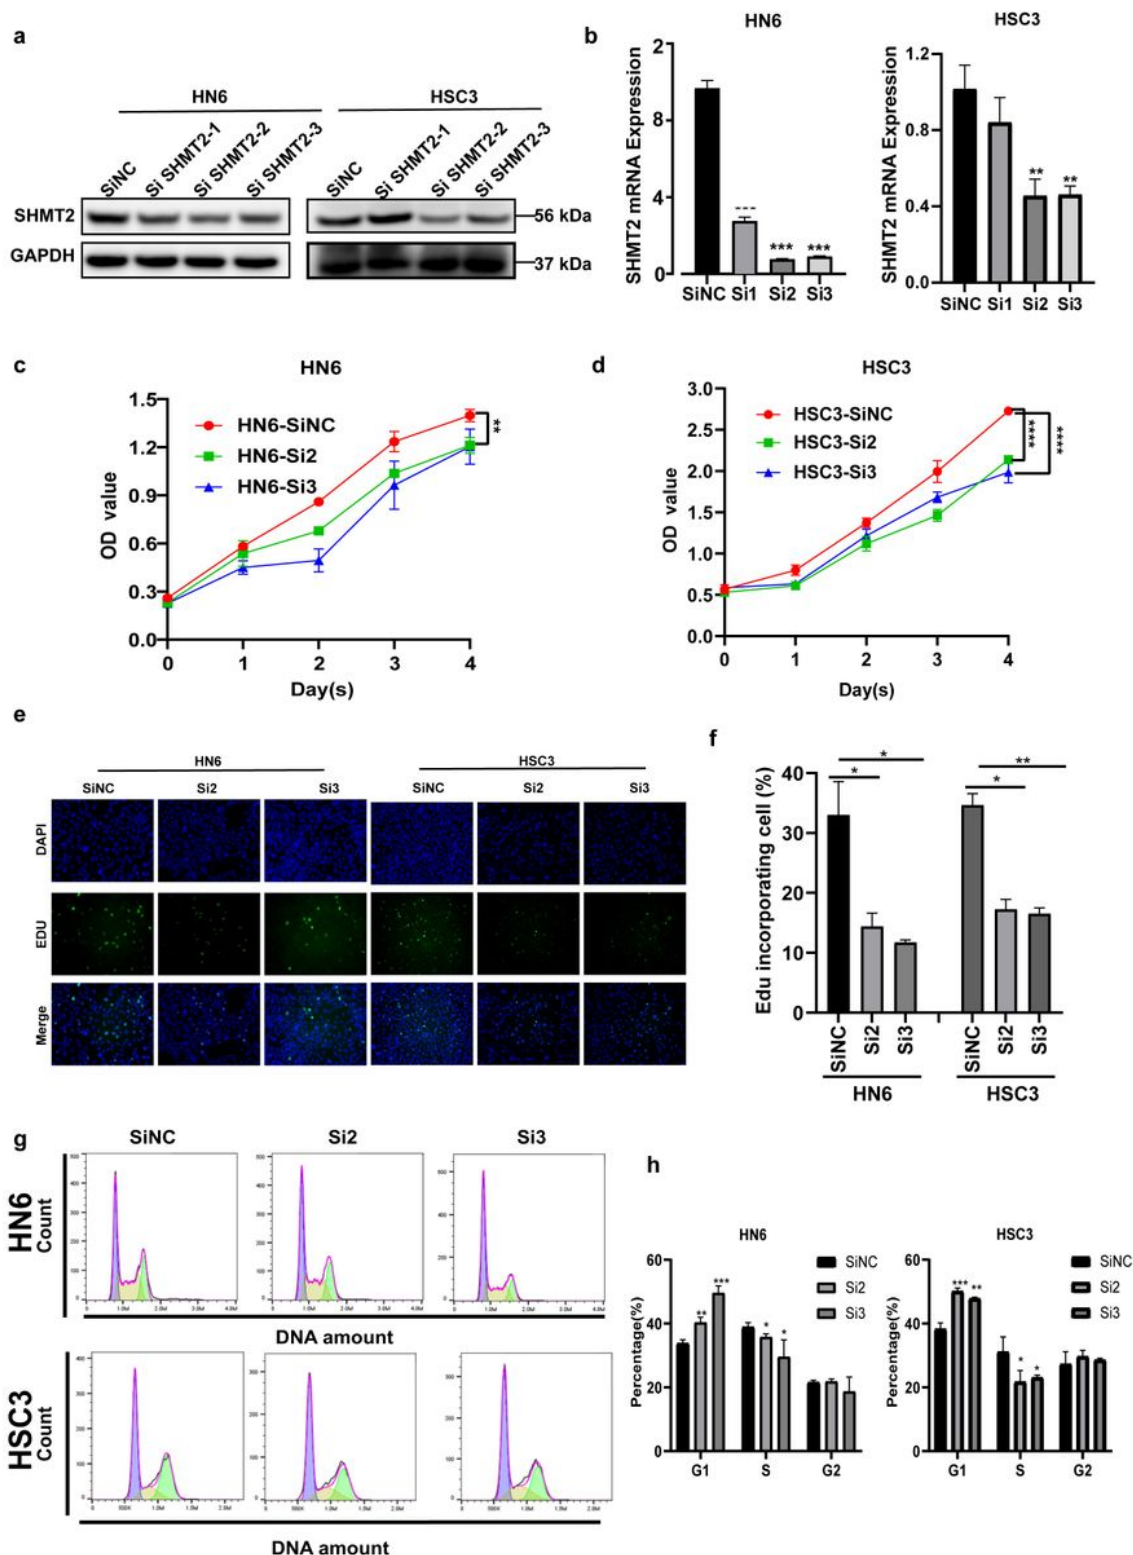 a
HN6
HSC3
SiNC
Si SHMT2-1
Si SHMT2-2
Si SHMT2-3
SiNC
Si SHMT2-1
Si SHMT2-2
Si SHMT2-3
SHMT2
56 kDa
GAPDH
37 kDa
b
HN6
HSC3
SHMT2 mRNA Expression
2
8
4
0
---
***
***
SiNC Si1 Si2 Si3
SHMT2 mRNA Expression
1.2
0.8
0.4
0.0
**
**
SiNC Si1 Si2 Si3
c
HN6
OD value
1.5
1.2
0.9
0.6
0.3
0.0
HN6-SiNC
HN6-Si2
HN6-Si3
**
0 1 2 3 4
Day(s)
d
HSC3
OD value
3.0
2.5
2.0
1.5
1.0
0.5
0.0
HSC3-SiNC
HSC3-Si2
HSC3-Si3
****
****
0 1 2 3 4
Day(s)
e
HN6
HSC3
SiNC Si2 Si3 SiNC Si2 Si3
DAPI
EDU
Merge
f
Edu incorporating cell (%)
40
30
20
10
0
*
*
**
*
SiNC Si2 Si3 SiNC Si2 Si3
HN6 HSC3
g
SiNC Si2 Si3
HN6
Count
DNA amount
HSC3
Count
DNA amount
h
HN6
Percentage(%)
60
40
20
0
** *** * *
SiNC
Si2
Si3
G1 S G2
HSC3
Percentage(%)
60
40
20
0
*** ** * *
SiNC
Si2
Si3
G1 S G2